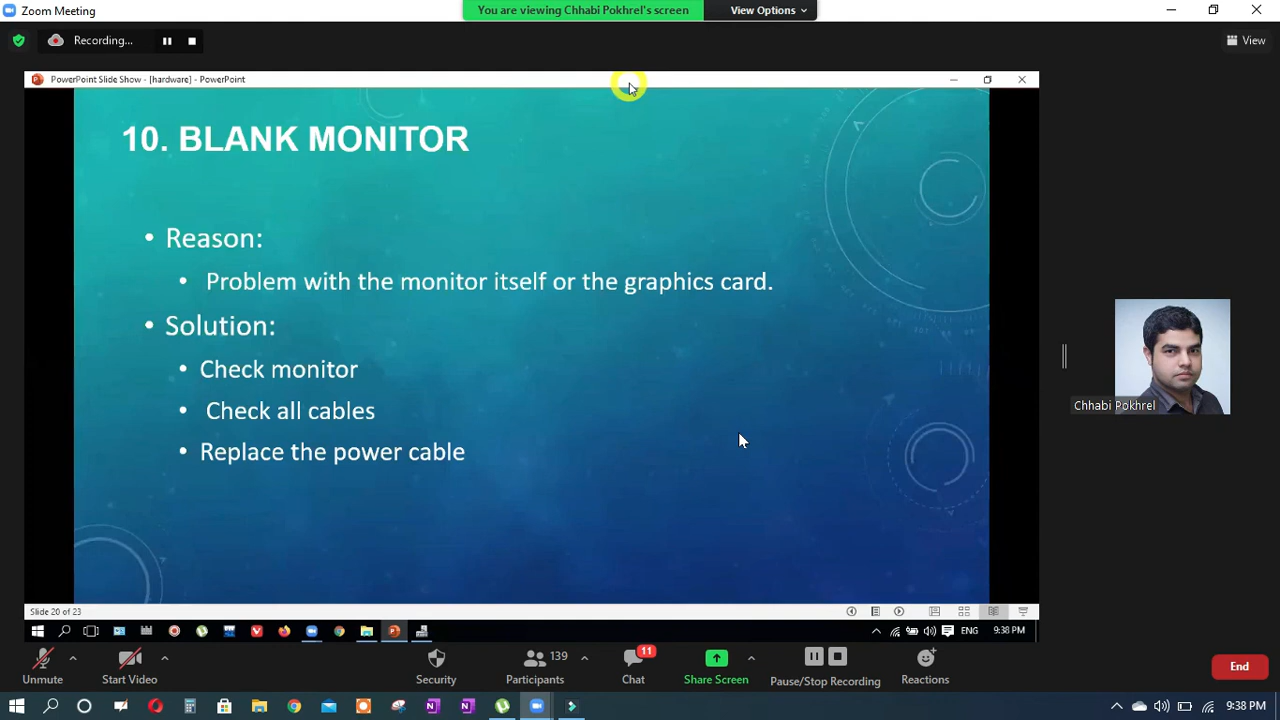 Zoom Meeting
You are viewing Chhabi Pokhrel's screen
View Options
Recording...
View
PowerPoint Slide Show - [hardware] - PowerPoint
10. BLANK MONITOR
• Reason:
• Problem with the monitor itself or the graphics card.
• Solution:
• Check monitor
• Check all cables
• Replace the power cable
Chhabi Pokhrel
Slide 20 of 23
ENG
9:38 PM
Unmute
Start Video
Security
139
Participants
11
Chat
Share Screen
Pause/Stop Recording
Reactions
End
9:38 PM